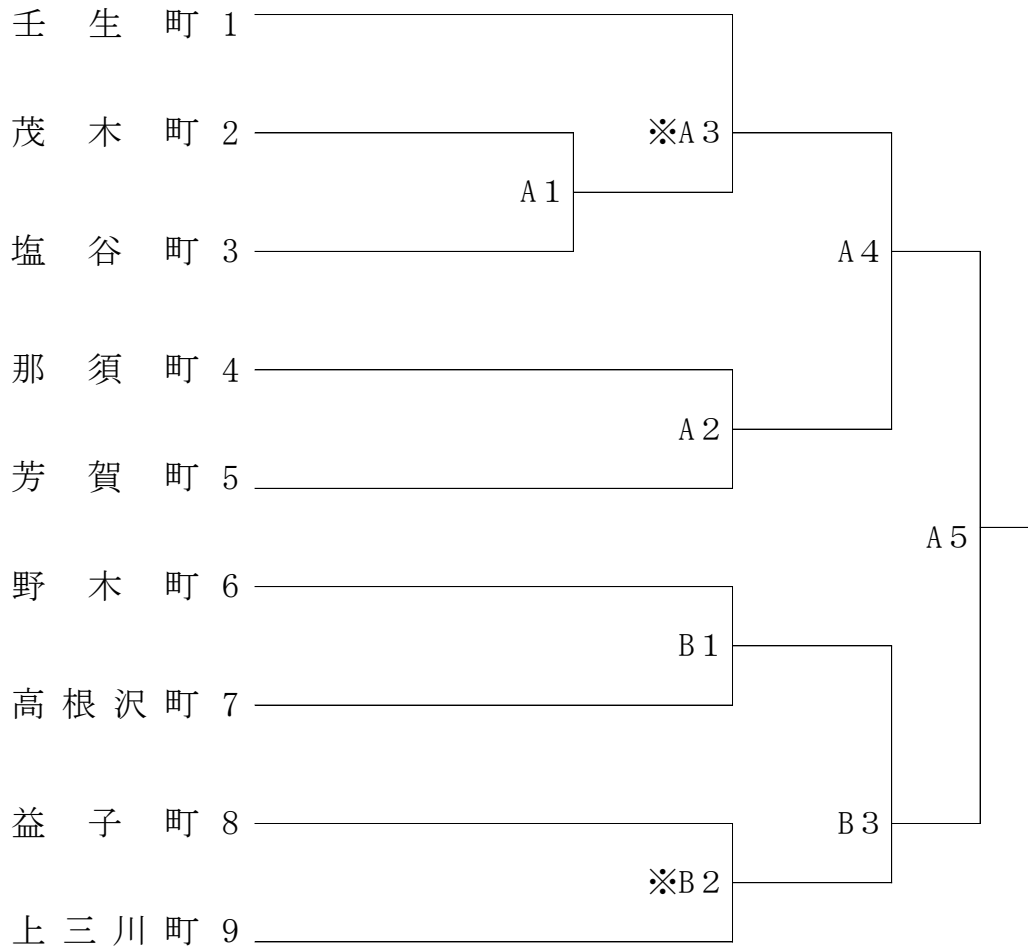 壬生町 1
※A3
茂木町 2
A1
塩谷町 3
A4
那須町 4
A2
芳賀町 5
A5
野木町 6
B1
高根沢町 7
益子町 8
B3
※B2
上三川町 9